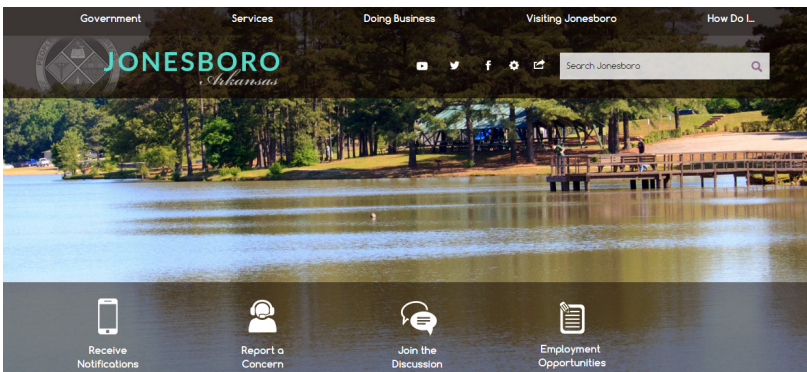 Government Services Doing Business Visiting Jonesboro How Do I...
JONESBORO
Arkansas
Search Jonesboro
Receive
Notifications
Report a
Concern
Join the
Discussion
Employment
Opportunities